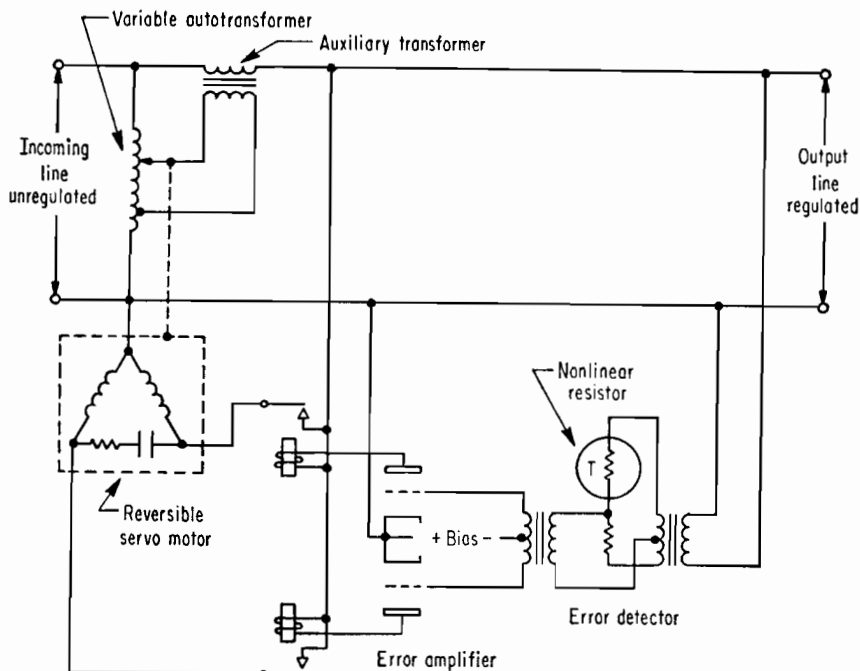 Variable autotransformer
Auxiliary transformer
Incoming
line
unregulated
Output
line
regulated
Nonlinear
resistor
T
Reversible
servo motor
+ Bias -
Error detector
Error amplifier